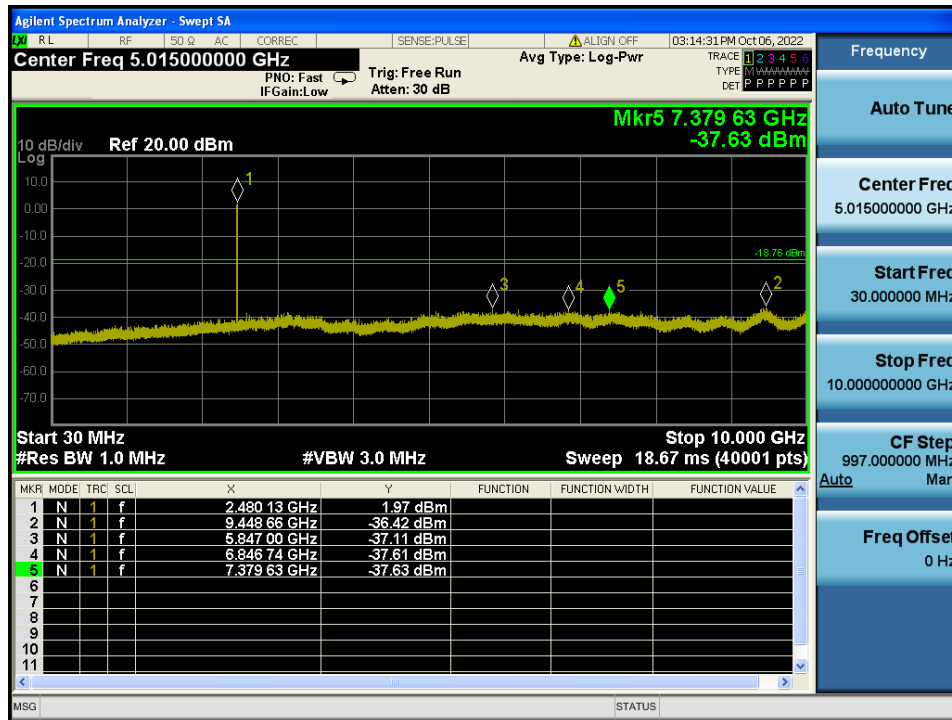 Agilent Spectrum Analyzer - Swept SA
LXI RL RF 50 Ω AC CORREC SENSE:PULSE ALIGN OFF 03:14:31 PM Oct 06, 2022
Center Freq 5.015000000 GHz
PNO: Fast
IFGain:Low
Trig: Free Run
Atten: 30 dB
Avg Type: Log-Pwr
TRACE 1 2 3 4 5 6
TYPE M
DET P P P P P P
Mkr5 7.379 63 GHz
-37.63 dBm
10 dB/div Ref 20.00 dBm
Log
10.0
0.00
-10.0
-20.0
-30.0
-40.0
-50.0
-60.0
-70.0
1
-18.76 dBm
3
4
5
2
Start 30 MHz Stop 10.000 GHz
#Res BW 1.0 MHz #VBW 3.0 MHz Sweep 18.67 ms (40001 pts)
MKR MODE TRC SCL X Y FUNCTION FUNCTION WIDTH FUNCTION VALUE
1 N 1 f 2.480 13 GHz 1.97 dBm
2 N 1 f 9.448 66 GHz -36.42 dBm
3 N 1 f 5.847 00 GHz -37.11 dBm
4 N 1 f 6.846 74 GHz -37.61 dBm
5 N 1 f 7.379 63 GHz -37.63 dBm
6
7
8
9
10
11
MSG STATUS
Frequency
Auto Tune
Center Freq
5.015000000 GHz
Start Freq
30.000000 MHz
Stop Freq
10.000000000 GHz
CF Step
997.000000 MHz
Auto Man
Freq Offset
0 Hz